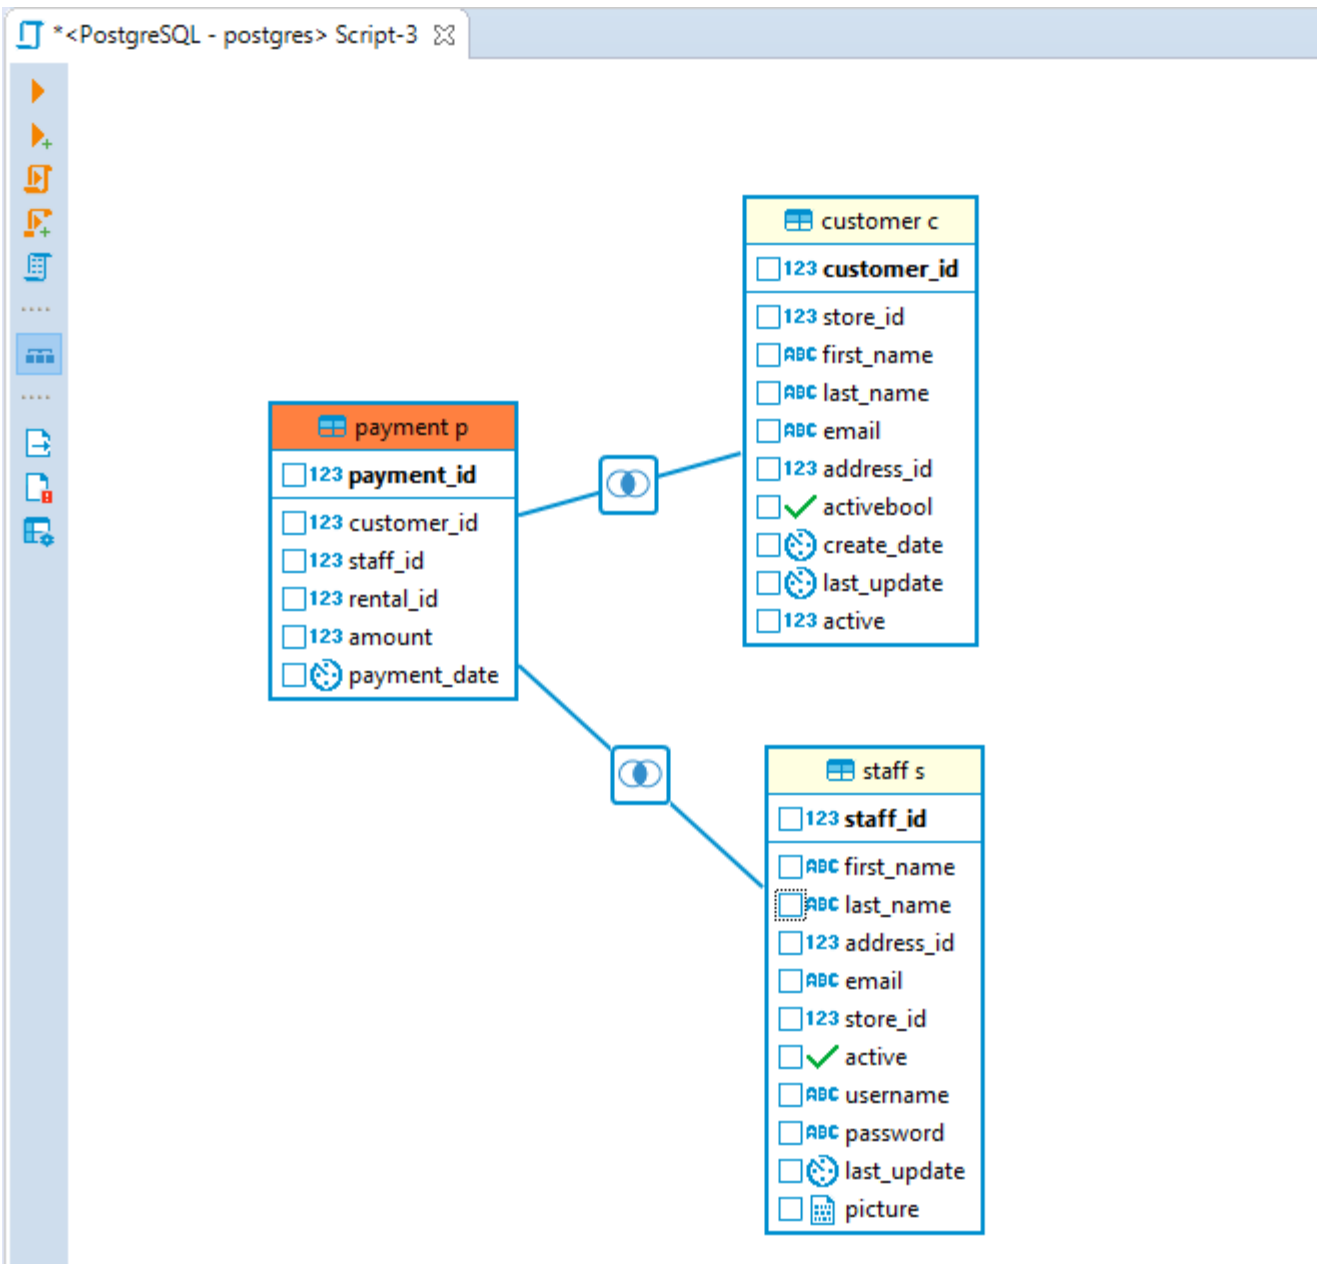 *<PostgreSQL - postgres> Script-3
customer c
123 customer_id
123 store_id
ABC first_name
ABC last_name
ABC email
123 address_id
activebool
create_date
last_update
123 active
payment p
123 payment_id
123 customer_id
123 staff_id
123 rental_id
123 amount
payment_date
staff s
123 staff_id
ABC first_name
ABC last_name
123 address_id
ABC email
123 store_id
active
ABC username
ABC password
last_update
picture